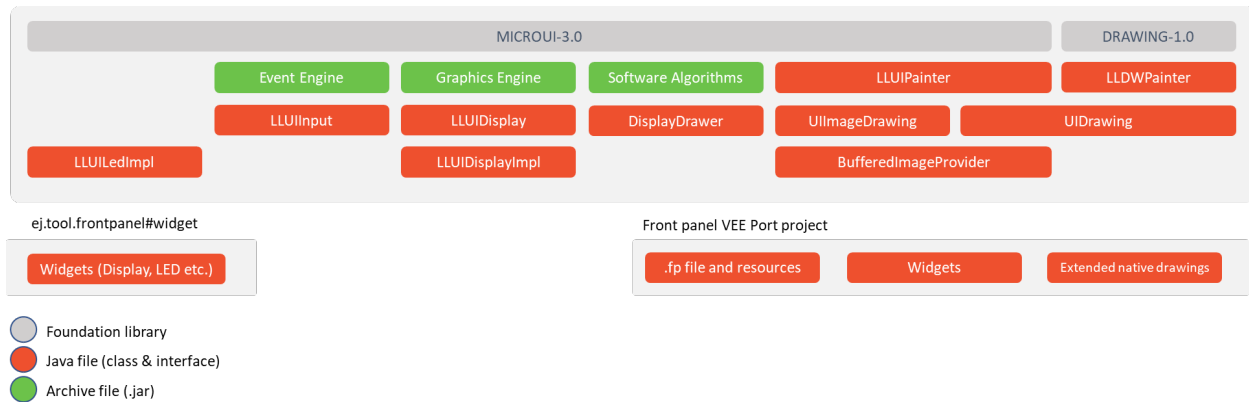 MICROUI-3.0
DRAWING-1.0
Event Engine
Graphics Engine
Software Algorithms
LLUIPainter
LLDWPainter
LLUIInput
LLUIDisplay
DisplayDrawer
UIImageDrawing
UIDrawing
LLUILedImpl
LLUIDisplayImpl
BufferedImageProvider
ej.tool.frontpanel#widget
Front panel VEE Port project
Widgets (Display, LED etc.)
.fp file and resources
Widgets
Extended native drawings
Foundation library
Java file (class & interface)
Archive file (.jar)